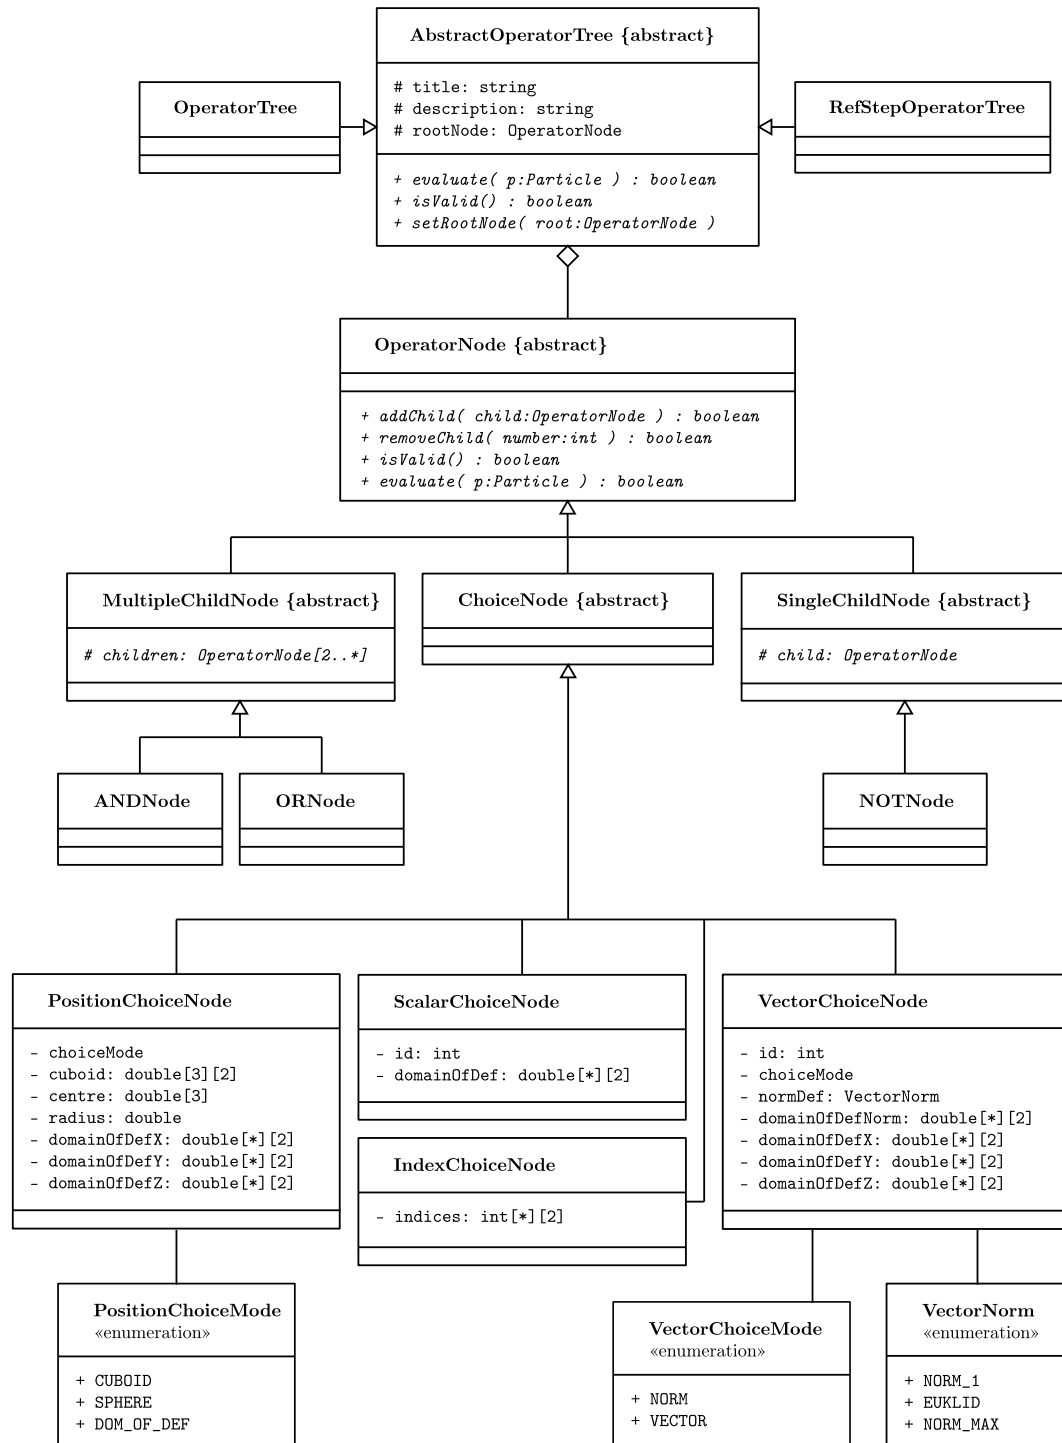 AbstractOperatorTree {abstract}
# title: string
# description: string
# rootNode: OperatorNode
+ evaluate( p:Particle ) : boolean
+ isValid() : boolean
+ setRootNode( root:OperatorNode )
OperatorTree
RefStepOperatorTree
OperatorNode {abstract}
+ addChild( child:OperatorNode ) : boolean
+ removeChild( number:int ) : boolean
+ isValid() : boolean
+ evaluate( p:Particle ) : boolean
MultipleChildNode {abstract}
# children: OperatorNode[2..*]
ChoiceNode {abstract}
SingleChildNode {abstract}
# child: OperatorNode
ANDNode
ORNode
NOTNode
PositionChoiceNode
- choiceMode
- cuboid: double[3][2]
- centre: double[3]
- radius: double
- domainOfDefX: double[*][2]
- domainOfDefY: double[*][2]
- domainOfDefZ: double[*][2]
ScalarChoiceNode
- id: int
- domainOfDef: double[*][2]
IndexChoiceNode
- indices: int[*][2]
VectorChoiceNode
- id: int
- choiceMode
- normDef: VectorNorm
- domainOfDefNorm: double[*][2]
- domainOfDefX: double[*][2]
- domainOfDefY: double[*][2]
- domainOfDefZ: double[*][2]
PositionChoiceMode
«enumeration»
+ CUBOID
+ SPHERE
+ DOM_OF_DEF
VectorChoiceMode
«enumeration»
+ NORM
+ VECTOR
VectorNorm
«enumeration»
+ NORM_1
+ EUKLID
+ NORM_MAX